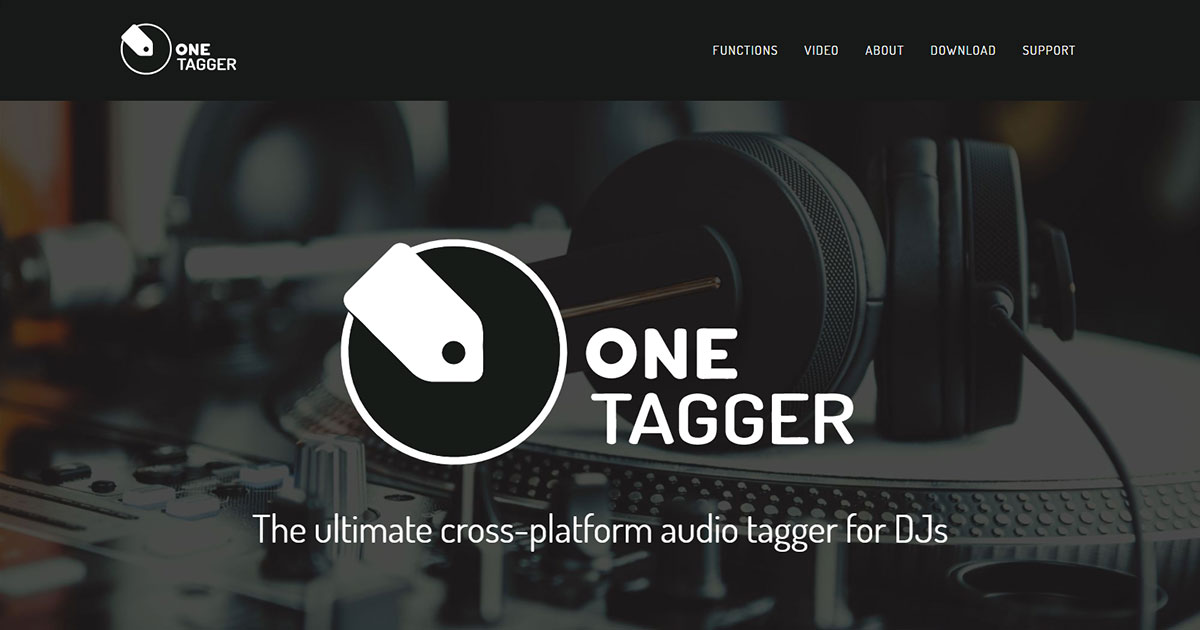 ONE
TAGGER
FUNCTIONS VIDEO ABOUT DOWNLOAD SUPPORT
ONE
TAGGER
The ultimate cross-platform audio tagger for DJs